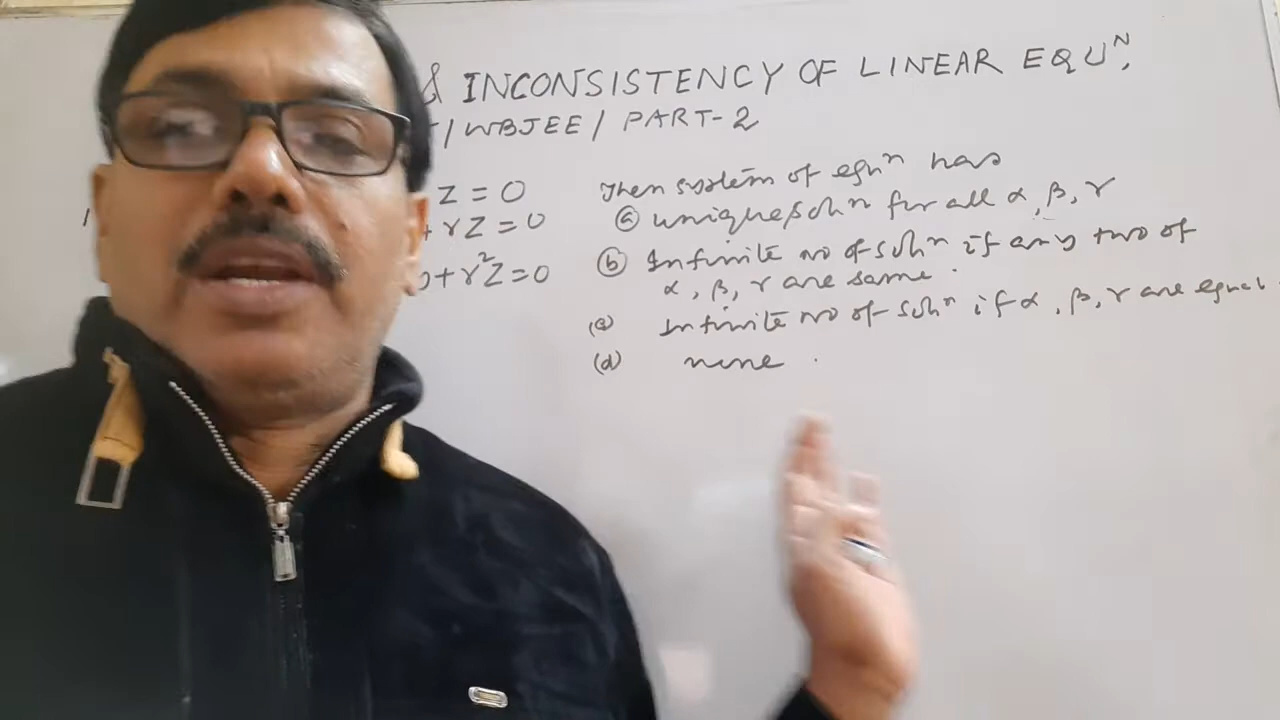 & INCONSISTENCY OF LINEAR EQUᴺ.
/ WBJEE / PART-2
Z = 0
+ γZ = 0
+ γ²Z = 0
Then system of eqⁿ has
(a) unique solⁿ for all α, β, γ
(b) Infinite no of solⁿ if any two of
α, β, γ are same.
(c) Infinite no of solⁿ if α, β, γ are equal.
(d) none.